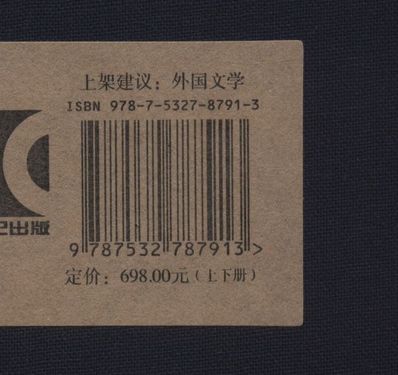 上架建议：外国文学
ISBN 978-7-5327-8791-3
出版
9 787532 787913 >
定价：698.00元（上下册）